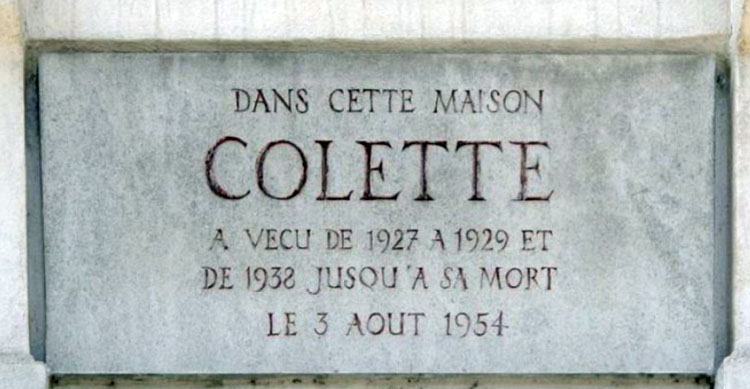 DANS CETTE MAISON
COLETTE
A VECU DE 1927 A 1929 ET
DE 1938 JUSQU'A SA MORT
LE 3 AOUT 1954